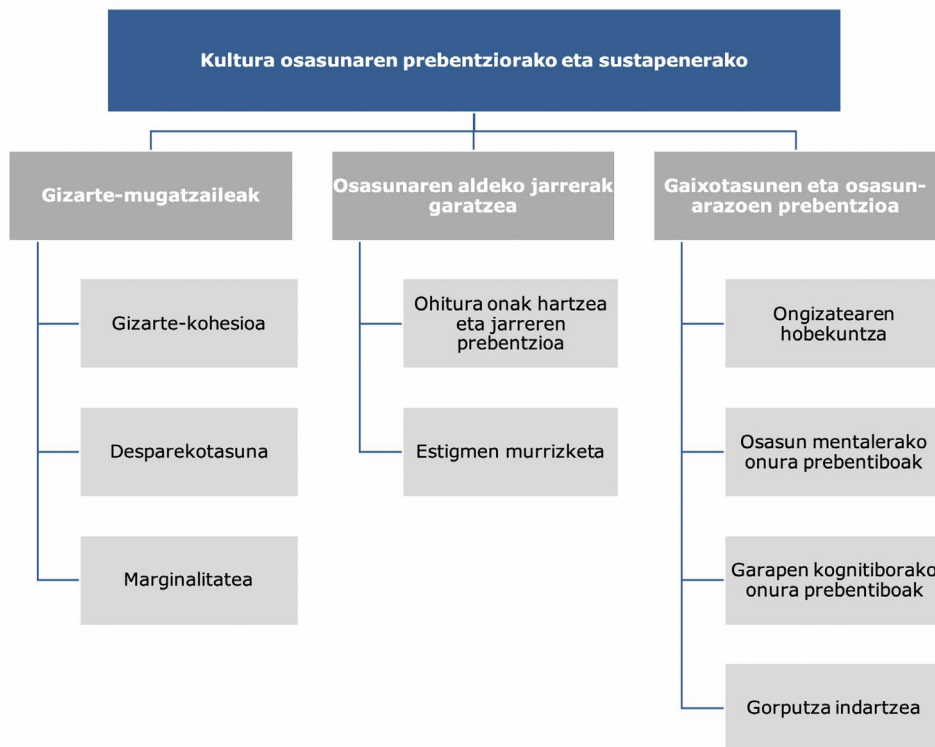 Kultura osasunaren prebentziorako eta sustapenerako
Gizarte-mugatzaileak
Gizarte-kohesioa
Desparekotasuna
Marginalitatea
Osasunaren aldeko jarrerak
garatzea
Ohitura onak hartzea
eta jarreren
prebentzioa
Estigmen murrizketa
Gaixotasunen eta osasun-
arazoen prebentzioa
Ongizatearen
hobekuntza
Osasun mentalerako
onura prebentiboak
Garapen kognitiborako
onura prebentiboak
Gorputza indartzea